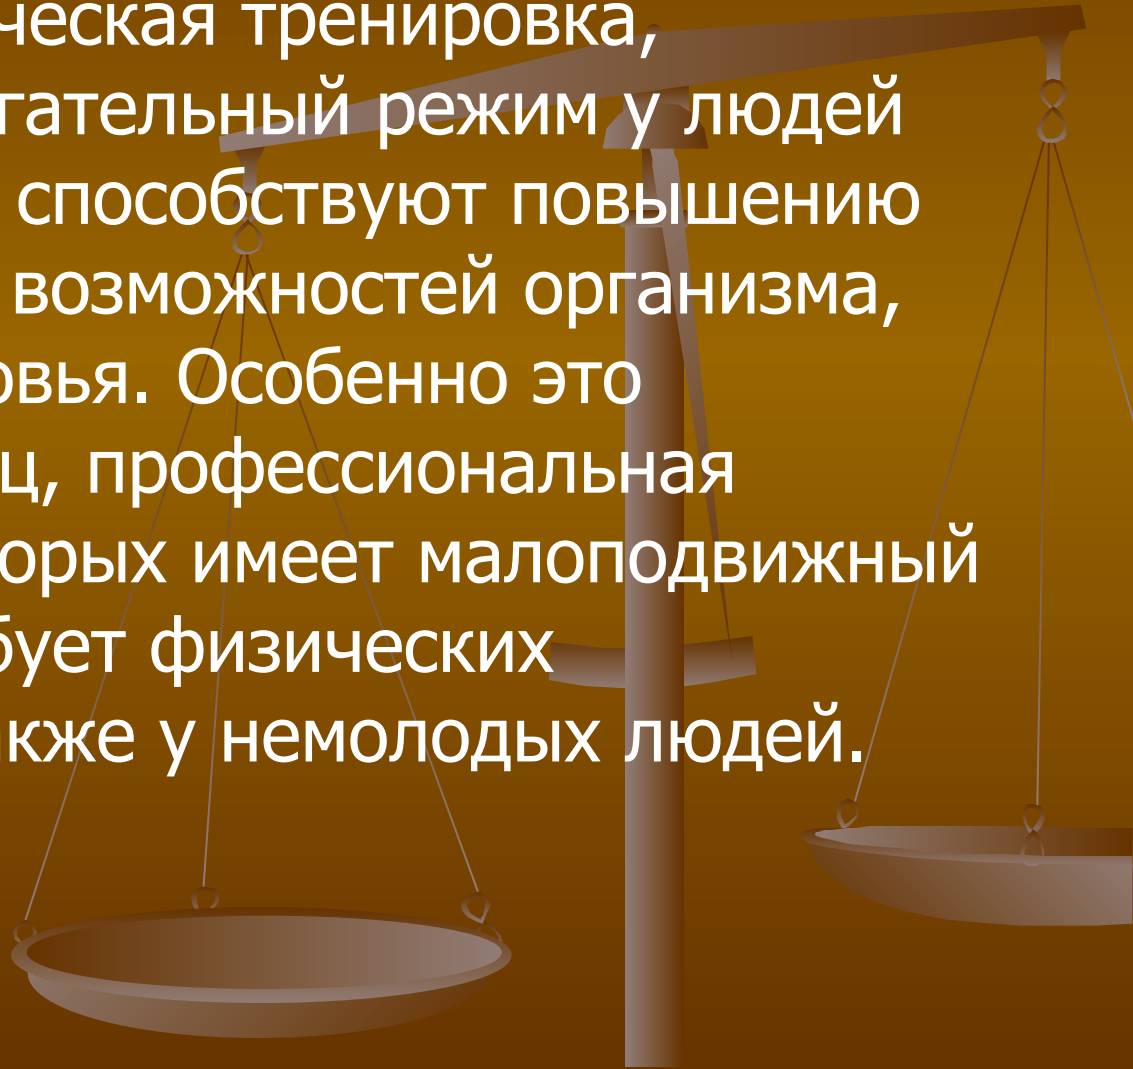 ческая тренировка,
гательный режим у людей
способствуют повышению
возможностей организма,
овья. Особенно это
ц, профессиональная
орых имеет малоподвижный
бует физических
кже у немолодых людей.